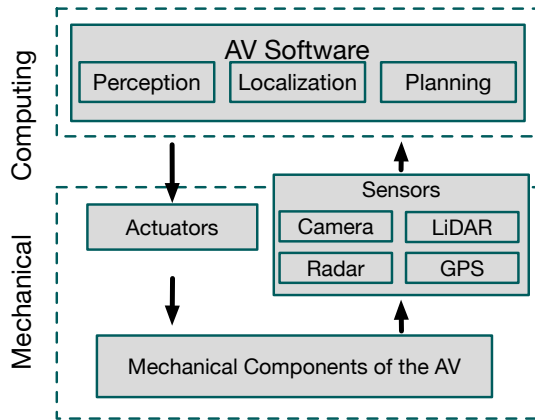 Computing
AV Software
Perception
Localization
Planning
Mechanical
Actuators
Sensors
Camera
LiDAR
Radar
GPS
Mechanical Components of the AV